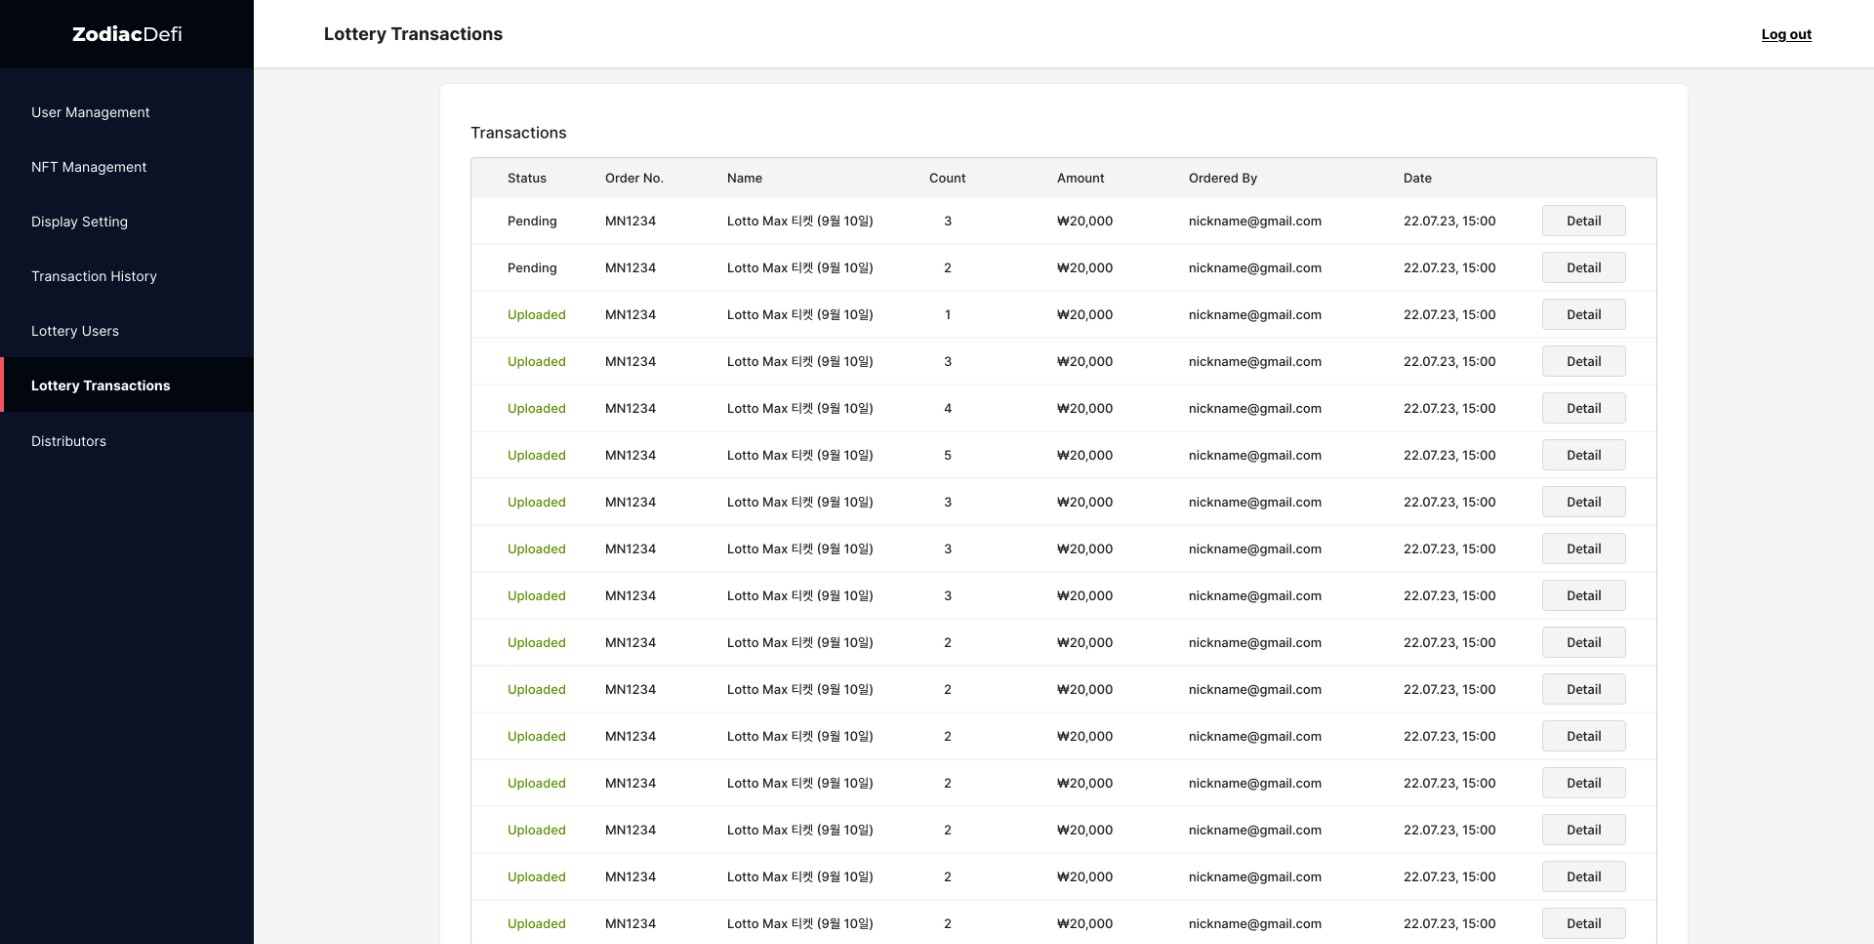 ZodiacDefi
Lottery Transactions
Log out
User Management
NFT Management
Display Setting
Transaction History
Lottery Users
Lottery Transactions
Distributors
Transactions
Status Order No. Name Count Amount Ordered By Date
Pending MN1234 Lotto Max 티켓 (9월 10일) 3 ₩20,000 nickname@gmail.com 22.07.23, 15:00 Detail
Pending MN1234 Lotto Max 티켓 (9월 10일) 2 ₩20,000 nickname@gmail.com 22.07.23, 15:00 Detail
Uploaded MN1234 Lotto Max 티켓 (9월 10일) 1 ₩20,000 nickname@gmail.com 22.07.23, 15:00 Detail
Uploaded MN1234 Lotto Max 티켓 (9월 10일) 3 ₩20,000 nickname@gmail.com 22.07.23, 15:00 Detail
Uploaded MN1234 Lotto Max 티켓 (9월 10일) 4 ₩20,000 nickname@gmail.com 22.07.23, 15:00 Detail
Uploaded MN1234 Lotto Max 티켓 (9월 10일) 5 ₩20,000 nickname@gmail.com 22.07.23, 15:00 Detail
Uploaded MN1234 Lotto Max 티켓 (9월 10일) 3 ₩20,000 nickname@gmail.com 22.07.23, 15:00 Detail
Uploaded MN1234 Lotto Max 티켓 (9월 10일) 3 ₩20,000 nickname@gmail.com 22.07.23, 15:00 Detail
Uploaded MN1234 Lotto Max 티켓 (9월 10일) 3 ₩20,000 nickname@gmail.com 22.07.23, 15:00 Detail
Uploaded MN1234 Lotto Max 티켓 (9월 10일) 2 ₩20,000 nickname@gmail.com 22.07.23, 15:00 Detail
Uploaded MN1234 Lotto Max 티켓 (9월 10일) 2 ₩20,000 nickname@gmail.com 22.07.23, 15:00 Detail
Uploaded MN1234 Lotto Max 티켓 (9월 10일) 2 ₩20,000 nickname@gmail.com 22.07.23, 15:00 Detail
Uploaded MN1234 Lotto Max 티켓 (9월 10일) 2 ₩20,000 nickname@gmail.com 22.07.23, 15:00 Detail
Uploaded MN1234 Lotto Max 티켓 (9월 10일) 2 ₩20,000 nickname@gmail.com 22.07.23, 15:00 Detail
Uploaded MN1234 Lotto Max 티켓 (9월 10일) 2 ₩20,000 nickname@gmail.com 22.07.23, 15:00 Detail
Uploaded MN1234 Lotto Max 티켓 (9월 10일) 2 ₩20,000 nickname@gmail.com 22.07.23, 15:00 Detail